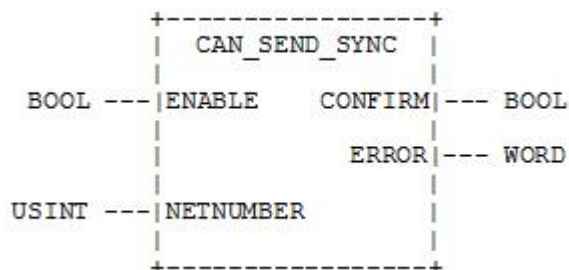 CAN_SEND_SYNC
BOOL ---|ENABLE CONFIRM|--- BOOL
ERROR|--- WORD
USINT ---|NETNUMBER